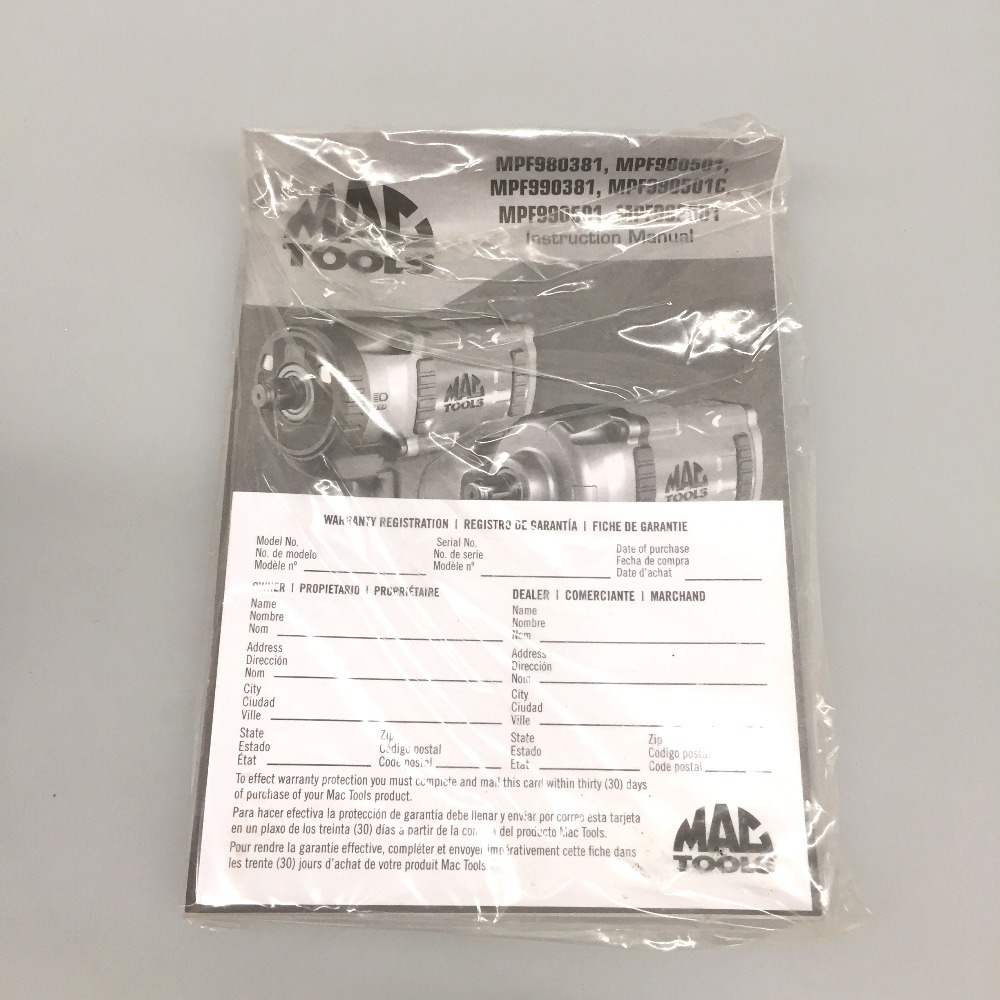 MAC
TOOLS
MPF980381, MPF980501,
MPF990381, MPF990501C,
MPF990501,
Instruction Manual
MAC
TOOLS
MAC
TOOLS
WARRANTY REGISTRATION | REGISTRO DE GARANTÍA | FICHE DE GARANTIE
Model No.
No. de modelo
Modèle nº
Serial No.
No. de serie
Modèle nº
Date of purchase
Fecha de compra
Date d'achat
OWNER | PROPIETARIO | PROPRIÉTAIRE
Name
Nombre
Nom
Address
Dirección
Nom
City
Ciudad
Ville
State
Estado
État
Zip
Código postal
Code postal
DEALER | COMERCIANTE | MARCHAND
Name
Nombre
Nom
Address
Dirección
Nom
City
Ciudad
Ville
State
Estado
État
Zip
Código postal
Code postal
To effect warranty protection you must complete and mail this card within thirty (30) days
of purchase of your Mac Tools product.
Para hacer efectiva la protección de garantía debe llenar y enviar por correo esta tarjeta
en un plaxo de los treinta (30) días a partir de la del producto Mac Tools.
Pour rendre la garantie effective, compléter et envoyer impérativement cette fiche dans
les trente (30) jours d'achat de votre produit Mac Tools
MAC
TOOLS